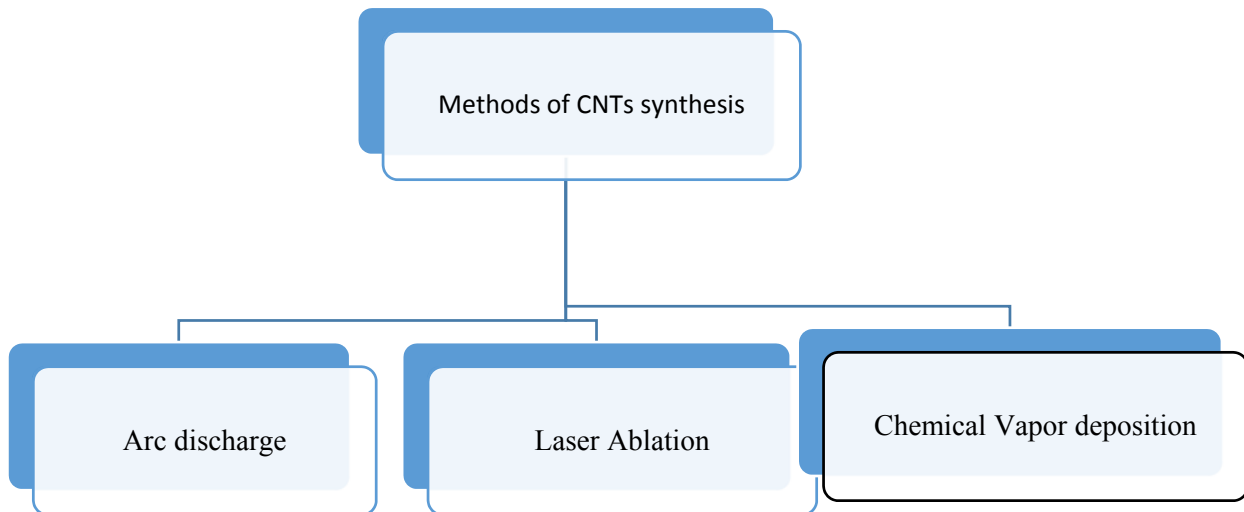 Methods of CNTs synthesis
Arc discharge
Laser Ablation
Chemical Vapor deposition